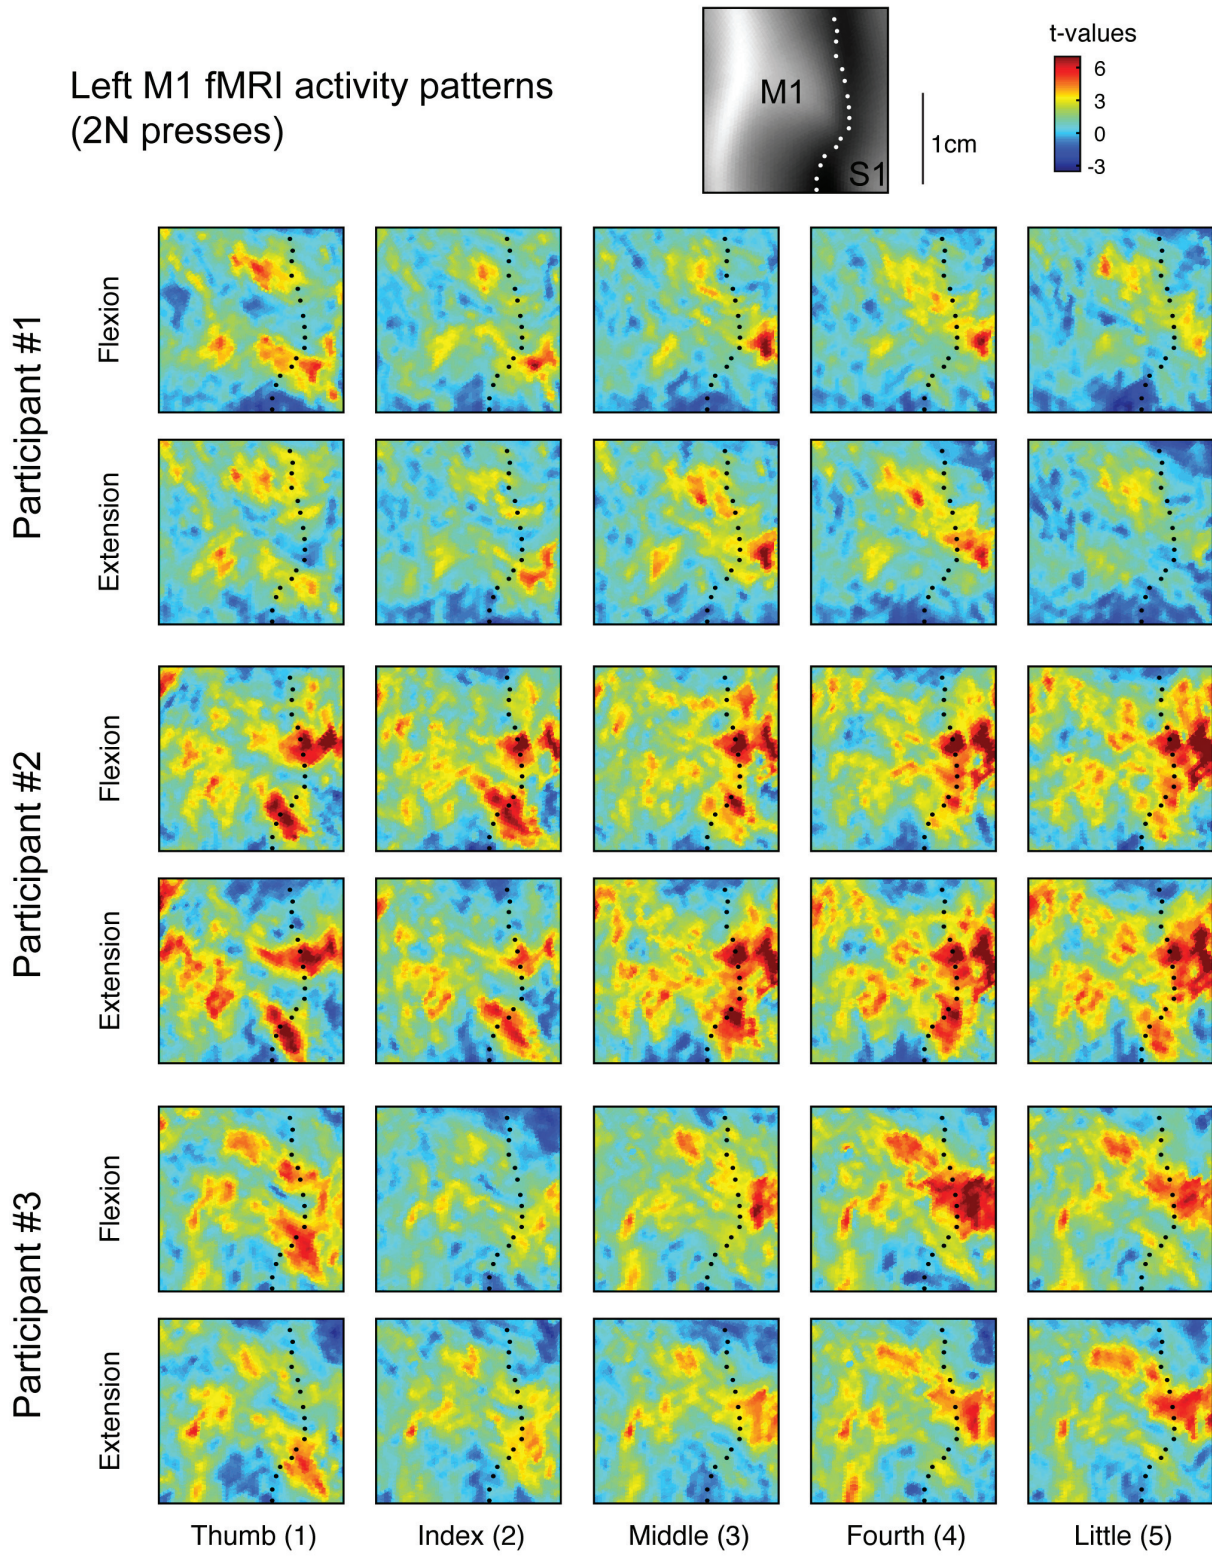 Left M1 fMRI activity patterns
(2N presses)
M1
S1
1cm
t-values
6
3
0
-3
Participant #1
Flexion
Extension
Participant #2
Flexion
Extension
Participant #3
Flexion
Extension
Thumb (1)
Index (2)
Middle (3)
Fourth (4)
Little (5)